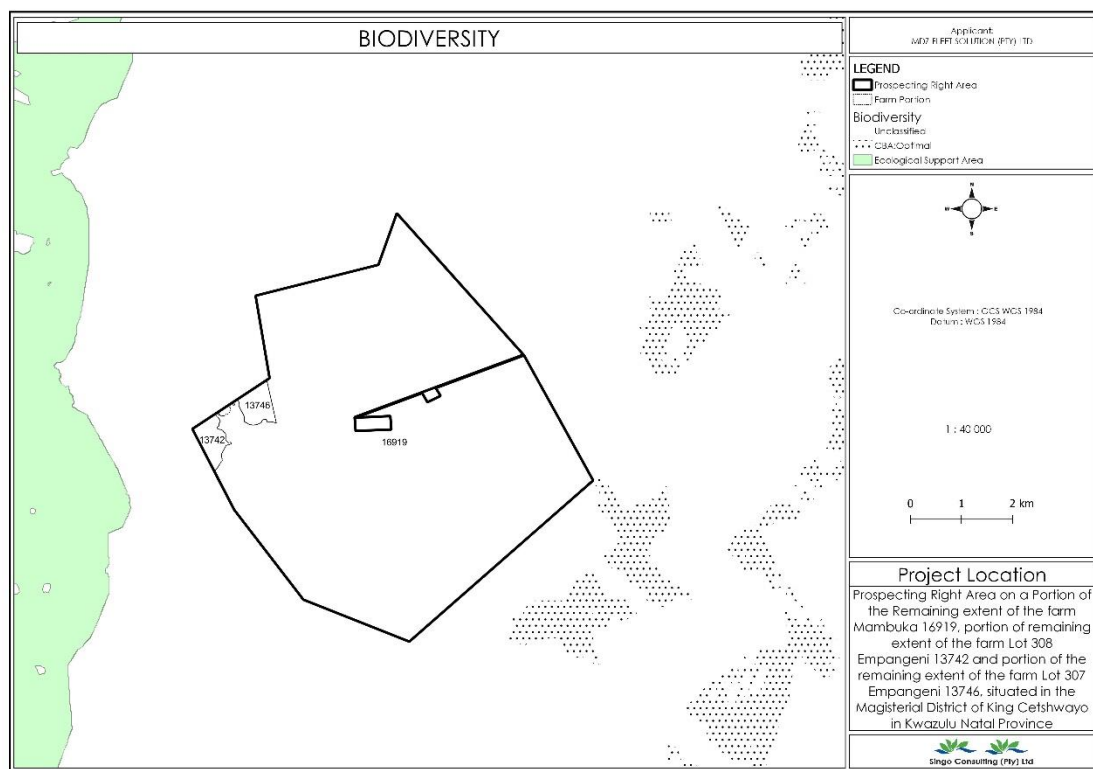 BIODIVERSITY
13746
13742
16919
Applicant:
MDZ FLEET SOLUTION (PTY) LTD
LEGEND
Prospecting Right Area
Farm Portion
Biodiversity
Unclassified
CBA:Optimal
Ecological Support Area
N
W E
S
Co-ordinate System : GCS WGS 1984
Datum : WGS 1984
1 : 40 000
0 1 2 km
Project Location
Prospecting Right Area on a Portion of
the Remaining extent of the farm
Mambuka 16919, portion of remaining
extent of the farm Lot 308
Empangeni 13742 and portion of the
remaining extent of the farm Lot 307
Empangeni 13746, situated in the
Magisterial District of King Cetshwayo
in Kwazulu Natal Province
Singo Consulting (Pty) Ltd